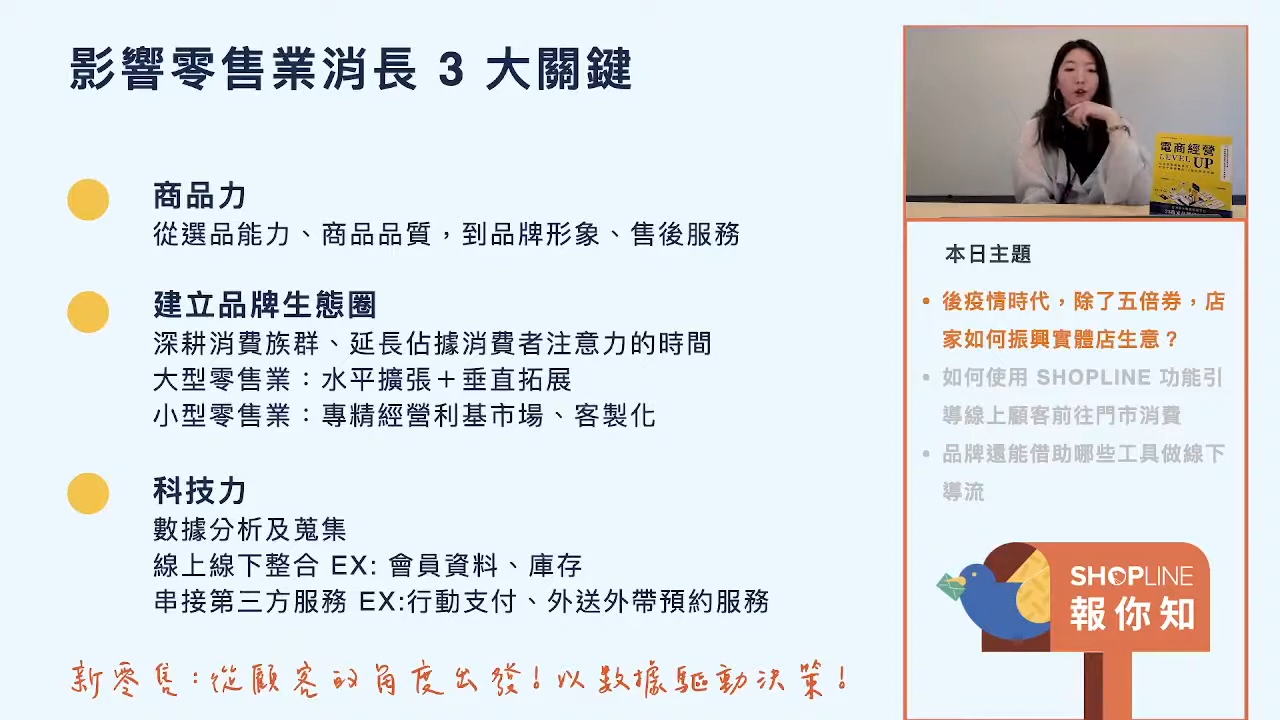 影響零售業消長 3 大關鍵
商品力
從選品能力、商品品質，到品牌形象、售後服務
建立品牌生態圈
深耕消費族群、延長佔據消費者注意力的時間
大型零售業：水平擴張＋垂直拓展
小型零售業：專精經營利基市場、客製化
科技力
數據分析及蒐集
線上線下整合 EX: 會員資料、庫存
串接第三方服務 EX:行動支付、外送外帶預約服務
新零售：從顧客的角度出發！以數據驅動決策！
電商經營
LEVEL UP
本日主題
• 後疫情時代，除了五倍券，店
家如何振興實體店生意？
• 如何使用 SHOPLINE 功能引
導線上顧客前往門市消費
• 品牌還能借助哪些工具做線下
導流
SHOPLINE
報你知